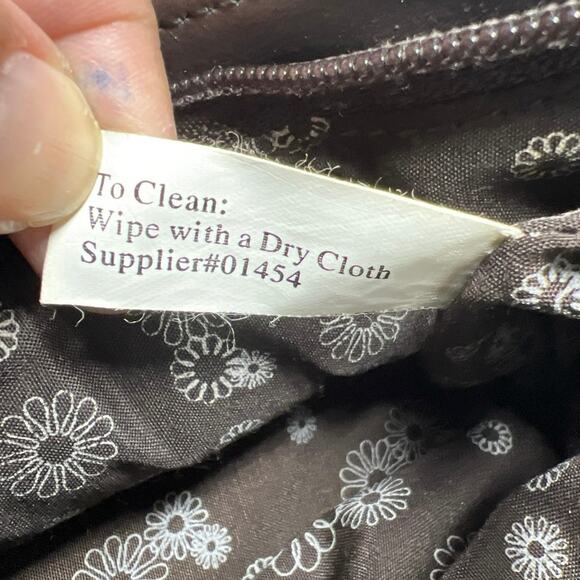 To Clean:
Wipe with a Dry Cloth
Supplier#01454